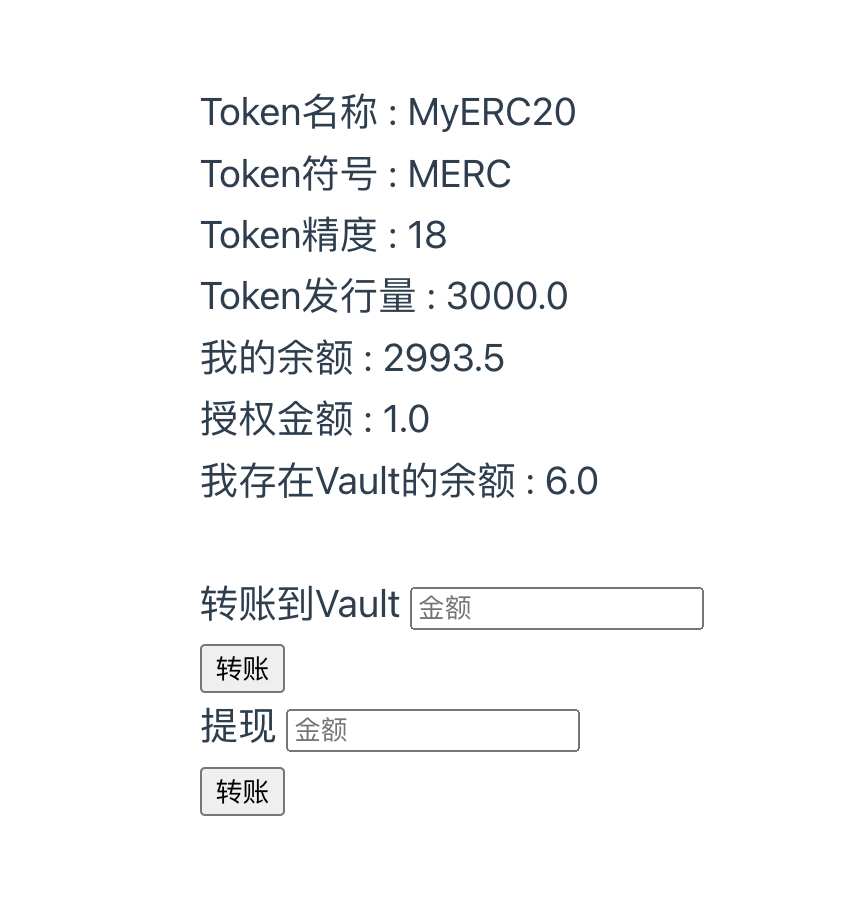 Token名称 : MyERC20
Token符号 : MERC
Token精度 : 18
Token发行量 : 3000.0
我的余额 : 2993.5
授权金额 : 1.0
我存在Vault的余额 : 6.0
转账到Vault 金额
转账
提现 金额
转账